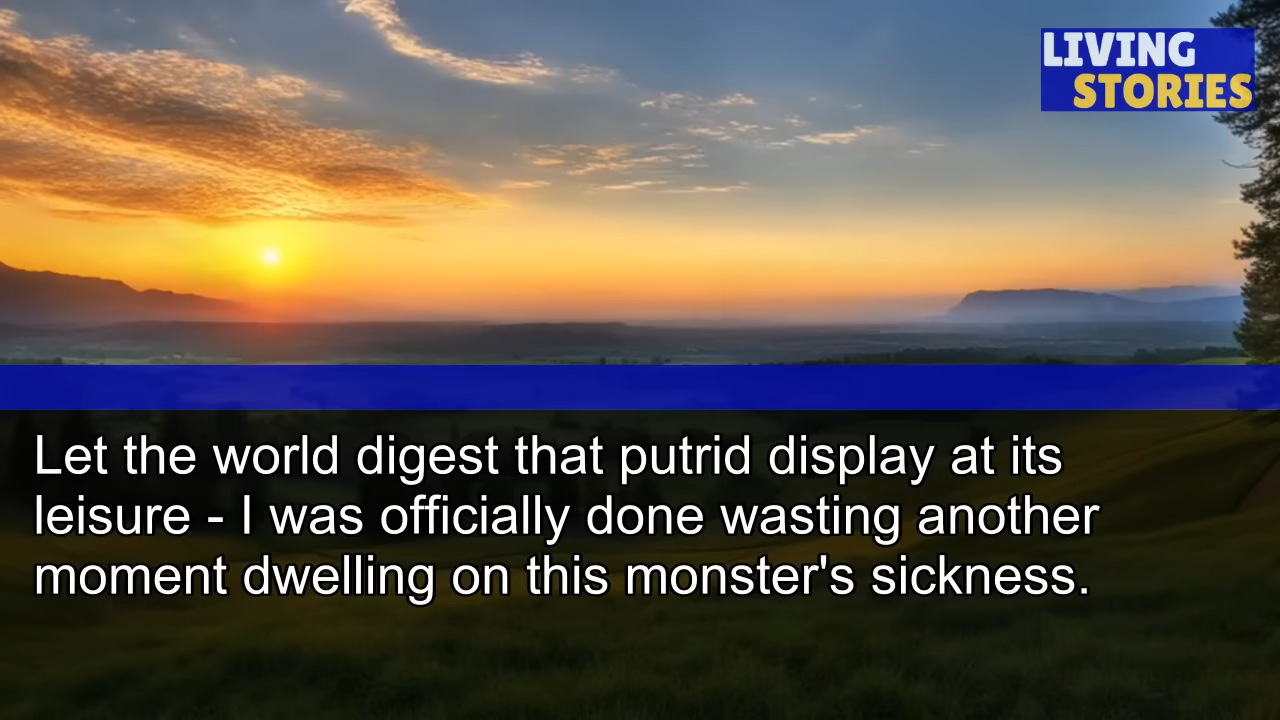 LIVING
STORIES
Let the world digest that putrid display at its
leisure - I was officially done wasting another
moment dwelling on this monster's sickness.